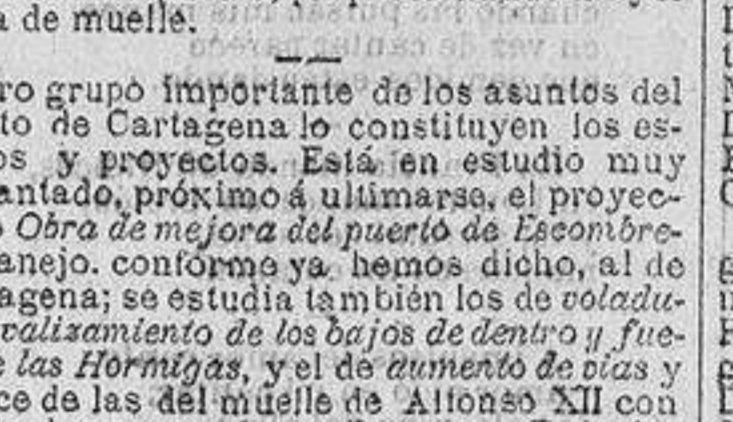 a de muelle.
ro grupo importante de los asuntos del
to de Cartagena lo constituyen los es-
os y proyectos. Está en estudio muy
antado, próximo á ultimarse, el proyec-
o Obra de mejora del puerto de Escombre-
anejo. conforme ya hemos dicho, al de
agena; se estudia también los de voladu-
valizamiento de los bajos de dentro y fue-
e las Hormigas, y el de aumento de vias y
ce de las del muelle de Alfonso XII con